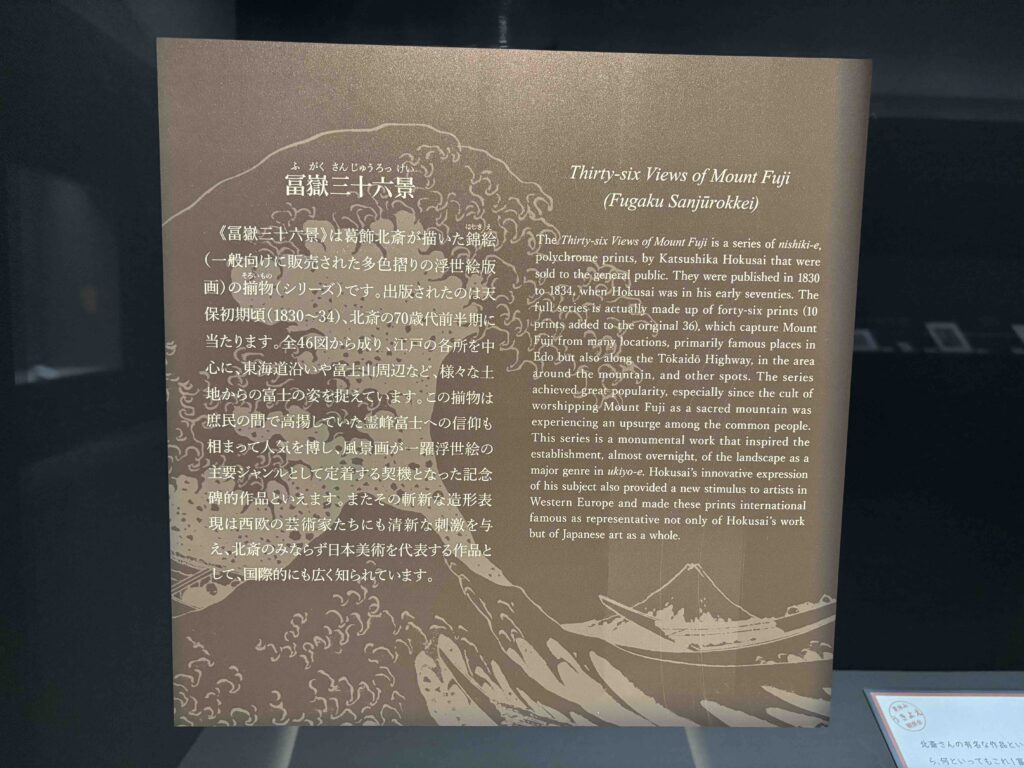 ふがくさんじゅうろっけい
冨嶽三十六景
《冨嶽三十六景》は葛飾北斎が描いた錦絵
(一般向けに販売された多色摺りの浮世絵版
そろいもの
画)の揃物(シリーズ)です。出版されたのは天
保初期頃(1830〜34)、北斎の70歳代前半期に
当たります。全46図から成り、江戸の各所を中
心に、東海道沿いや富士山周辺など、様々な土
地からの富士の姿を捉えています。この揃物は
庶民の間で高揚していた霊峰富士への信仰も
相まって人気を博し、風景画が一躍浮世絵の
主要ジャンルとして定着する契機となった記念
碑的作品といえます。またその斬新な造形表
現は西欧の芸術家たちにも清新な刺激を与
え、北斎のみならず日本美術を代表する作品と
して、国際的にも広く知られています。
Thirty-six Views of Mount Fuji
(Fugaku Sanjūrokkei)
The Thirty-six Views of Mount Fuji is a series of nishiki-e,
polychrome prints, by Katsushika Hokusai that were
sold to the general public. They were published in 1830
to 1834, when Hokusai was in his early seventies. The
full series is actually made up of forty-six prints (10
prints added to the original 36), which capture Mount
Fuji from many locations, primarily famous places in
Edo but also along the Tōkaidō Highway, in the area
around the mountain, and other spots. The series
achieved great popularity, especially since the cult of
worshipping Mount Fuji as a sacred mountain was
experiencing an upsurge among the common people.
This series is a monumental work that inspired the
establishment, almost overnight, of the landscape as a
major genre in ukiyo-e. Hokusai's innovative expression
of his subject also provided a new stimulus to artists in
Western Europe and made these prints international
famous as representative not only of Hokusai's work
but of Japanese art as a whole.
うきよえ
北斎さんの有名な作品とい
ら、何といってもこれ!冨